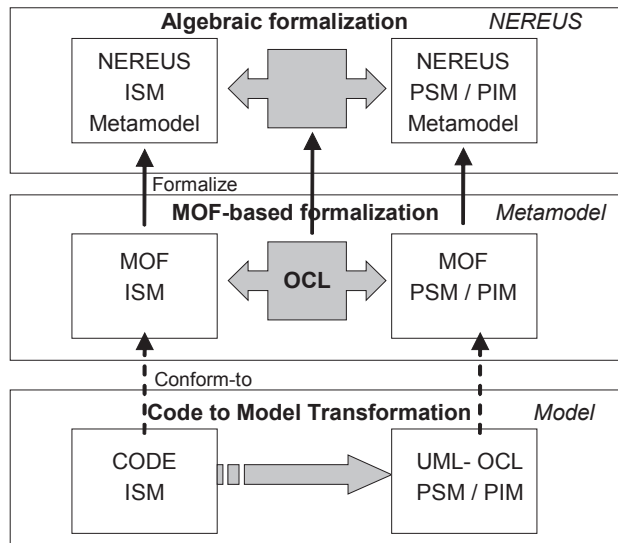 Algebraic formalization NEREUS
NEREUS
ISM
Metamodel
NEREUS
PSM / PIM
Metamodel
Formalize
MOF-based formalization Metamodel
MOF
ISM
OCL
MOF
PSM / PIM
Conform-to
Code to Model Transformation Model
CODE
ISM
UML- OCL
PSM / PIM